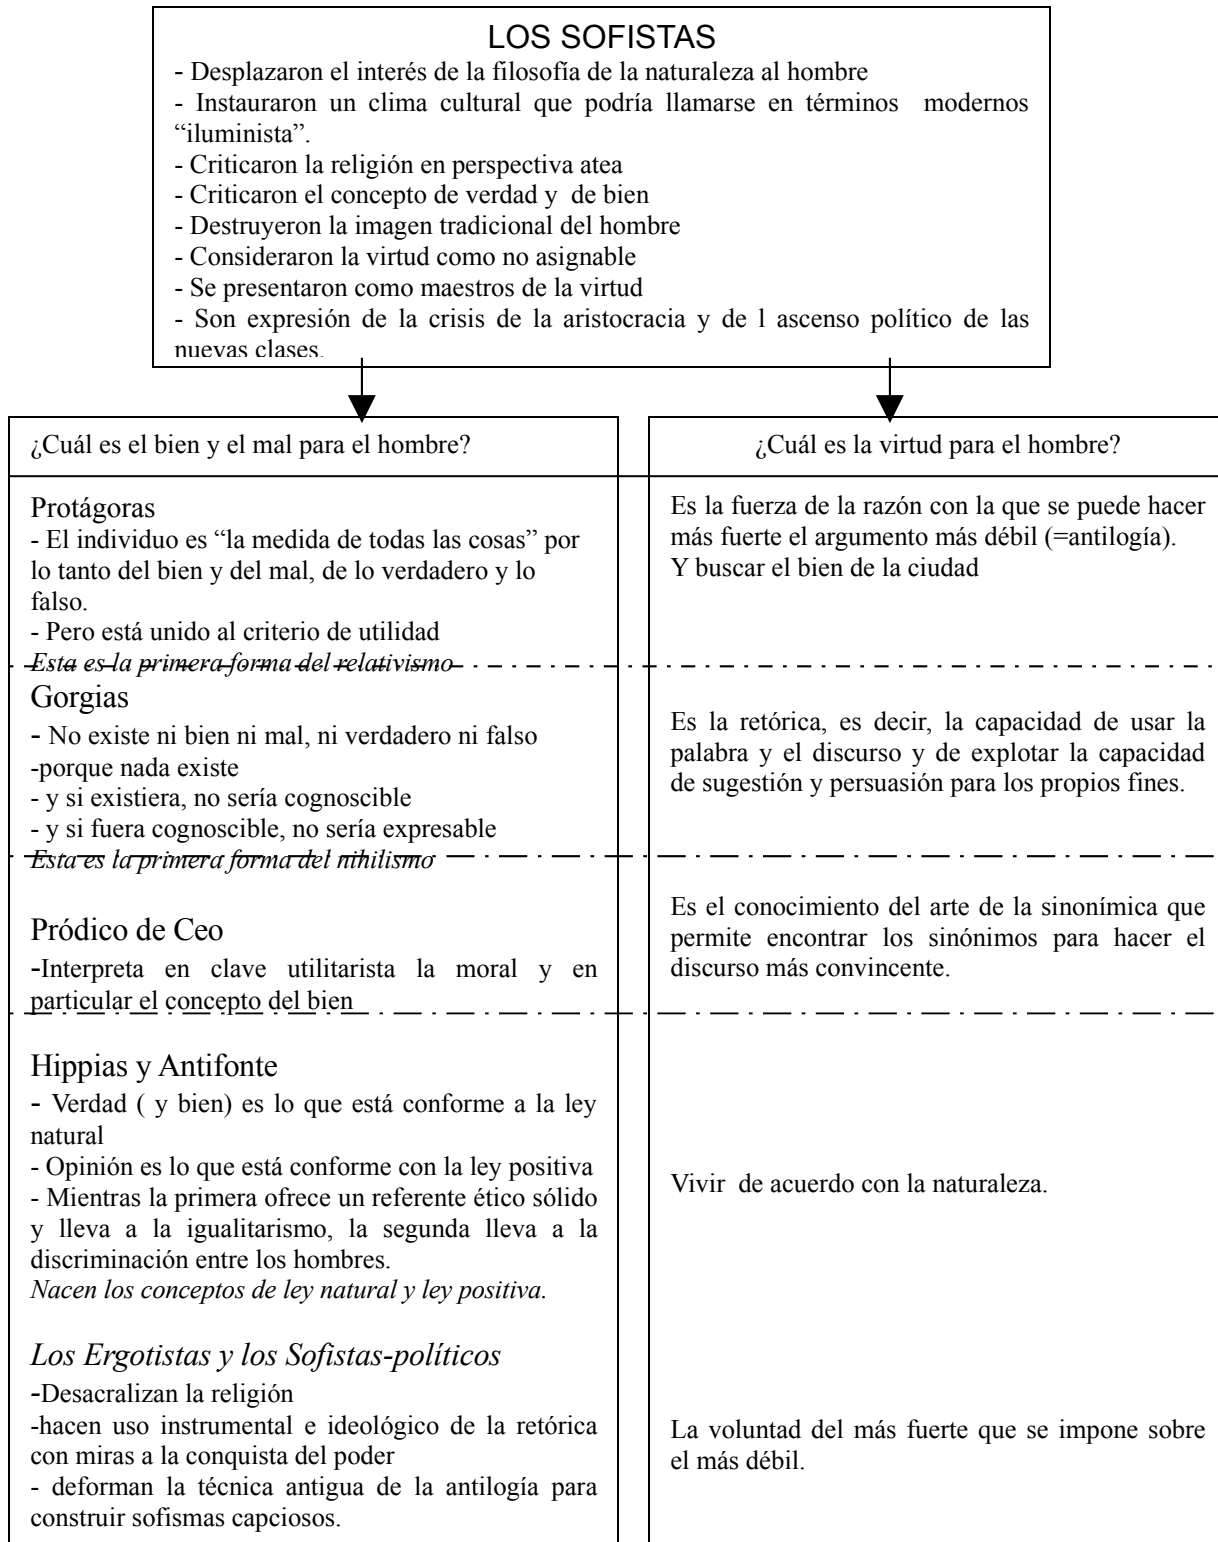 LOS SOFISTAS
- Desplazaron el interés de la filosofía de la naturaleza al hombre
- Instauraron un clima cultural que podría llamarse en términos modernos
“iluminista”.
- Criticaron la religión en perspectiva atea
- Criticaron el concepto de verdad y de bien
- Destruyeron la imagen tradicional del hombre
- Consideraron la virtud como no asignable
- Se presentaron como maestros de la virtud
- Son expresión de la crisis de la aristocracia y de l ascenso político de las
nuevas clases.
¿Cuál es el bien y el mal para el hombre?
Protágoras
- El individuo es “la medida de todas las cosas” por
lo tanto del bien y del mal, de lo verdadero y lo
falso.
- Pero está unido al criterio de utilidad
Esta es la primera forma del relativismo
Gorgias
- No existe ni bien ni mal, ni verdadero ni falso
-porque nada existe
- y si existiera, no sería cognoscible
- y si fuera cognoscible, no sería expresable
Esta es la primera forma del nihilismo
Pródico de Ceo
-Interpreta en clave utilitarista la moral y en
particular el concepto del bien
Hippias y Antifonte
- Verdad ( y bien) es lo que está conforme a la ley
natural
- Opinión es lo que está conforme con la ley positiva
- Mientras la primera ofrece un referente ético sólido
y lleva a la igualitarismo, la segunda lleva a la
discriminación entre los hombres.
Nacen los conceptos de ley natural y ley positiva.
Los Ergotistas y los Sofistas-políticos
-Desacralizan la religión
-hacen uso instrumental e ideológico de la retórica
con miras a la conquista del poder
- deforman la técnica antigua de la antilogía para
construir sofismas capciosos.
¿Cuál es la virtud para el hombre?
Es la fuerza de la razón con la que se puede hacer
más fuerte el argumento más débil (=antilogía).
Y buscar el bien de la ciudad
Es la retórica, es decir, la capacidad de usar la
palabra y el discurso y de explotar la capacidad
de sugestión y persuasión para los propios fines.
Es el conocimiento del arte de la sinonímica que
permite encontrar los sinónimos para hacer el
discurso más convincente.
Vivir de acuerdo con la naturaleza.
La voluntad del más fuerte que se impone sobre
el más débil.